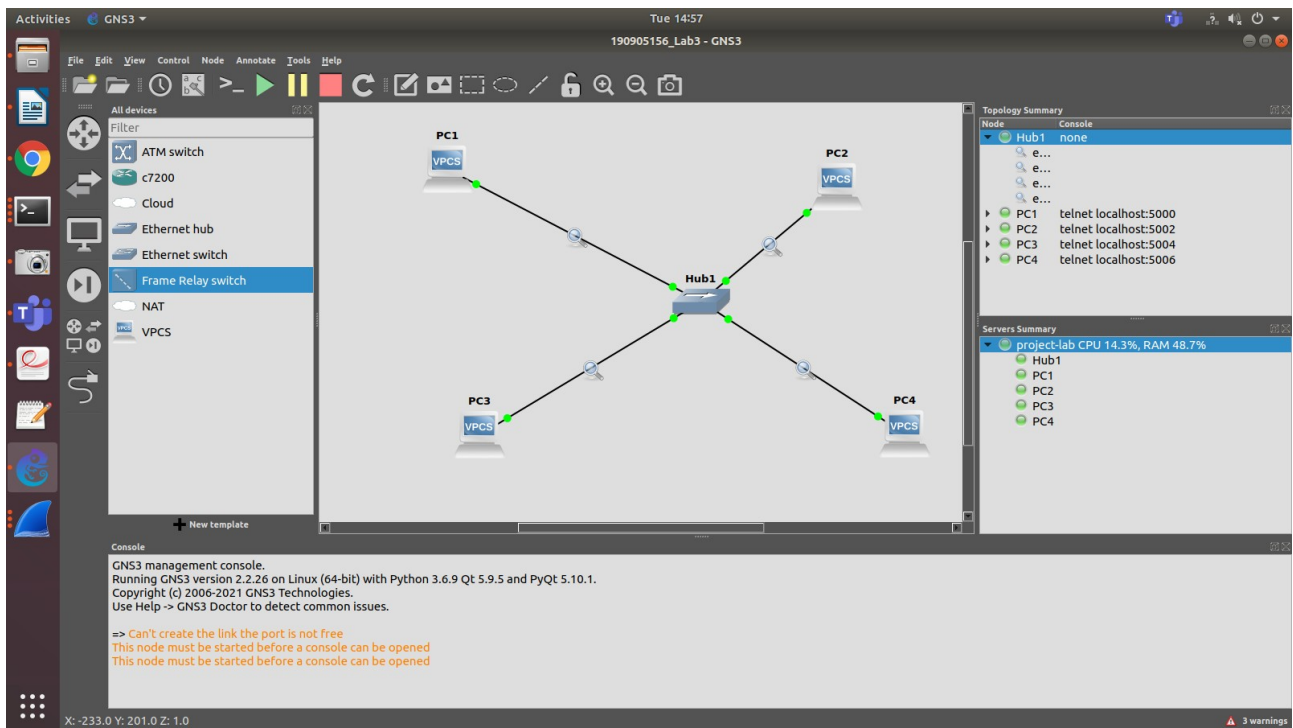 Activities GNS3 Tue 14:57
190905156_Lab3 - GNS3
File Edit View Control Node Annotate Tools Help
All devices
Filter
ATM switch
c7200
Cloud
Ethernet hub
Ethernet switch
Frame Relay switch
NAT
VPCS
New template
PC1
VPCS
PC2
VPCS
Hub1
PC3
VPCS
PC4
VPCS
Topology Summary
Node Console
Hub1 none
e...
e...
e...
e...
PC1 telnet localhost:5000
PC2 telnet localhost:5002
PC3 telnet localhost:5004
PC4 telnet localhost:5006
Servers Summary
project-lab CPU 14.3%, RAM 48.7%
Hub1
PC1
PC2
PC3
PC4
Console
GNS3 management console.
Running GNS3 version 2.2.26 on Linux (64-bit) with Python 3.6.9 Qt 5.9.5 and PyQt 5.10.1.
Copyright (c) 2006-2021 GNS3 Technologies.
Use Help -> GNS3 Doctor to detect common issues.
=> Can't create the link the port is not free
This node must be started before a console can be opened
This node must be started before a console can be opened
X: -233.0 Y: 201.0 Z: 1.0 3 warnings